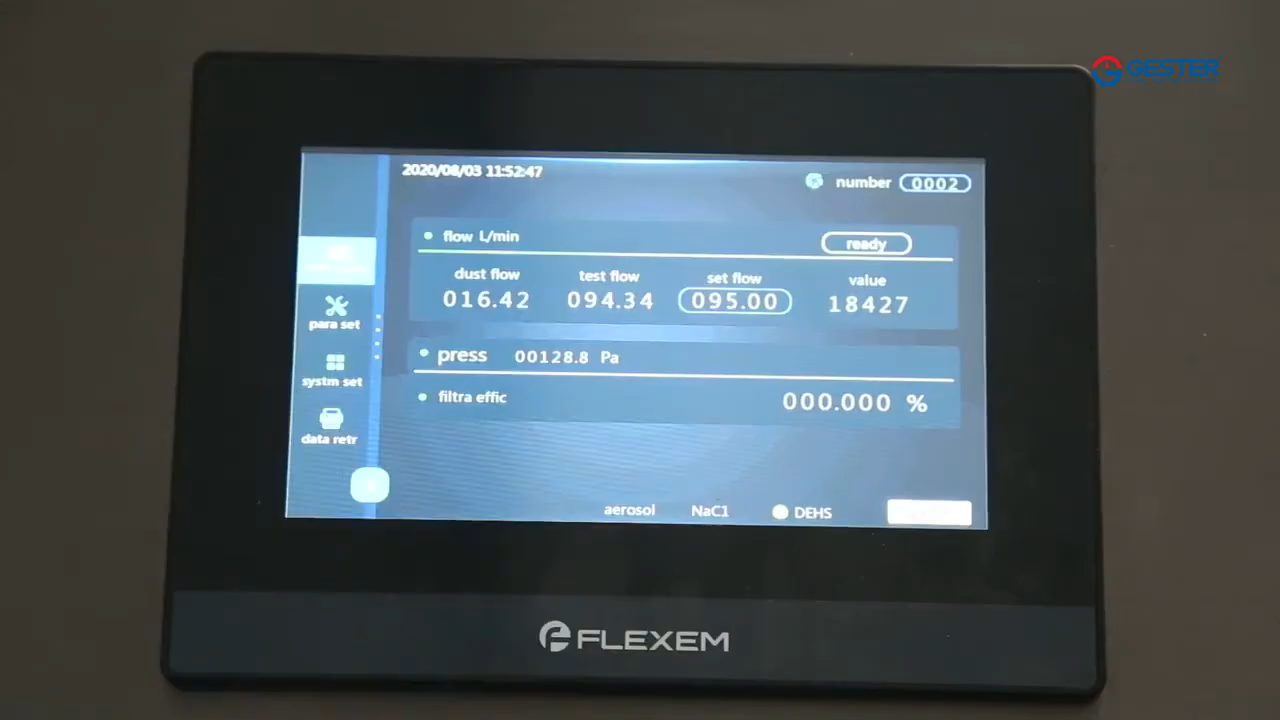 GESTER
2020/08/03 11:52:47
number 0002
flow L/min
ready
dust flow test flow set flow value
016.42 094.34 095.00 18427
para set
press 00128.8 Pa
systm set
filtra effic 000.000 %
data retr
aerosol NaC1 DEHS
FLEXEM